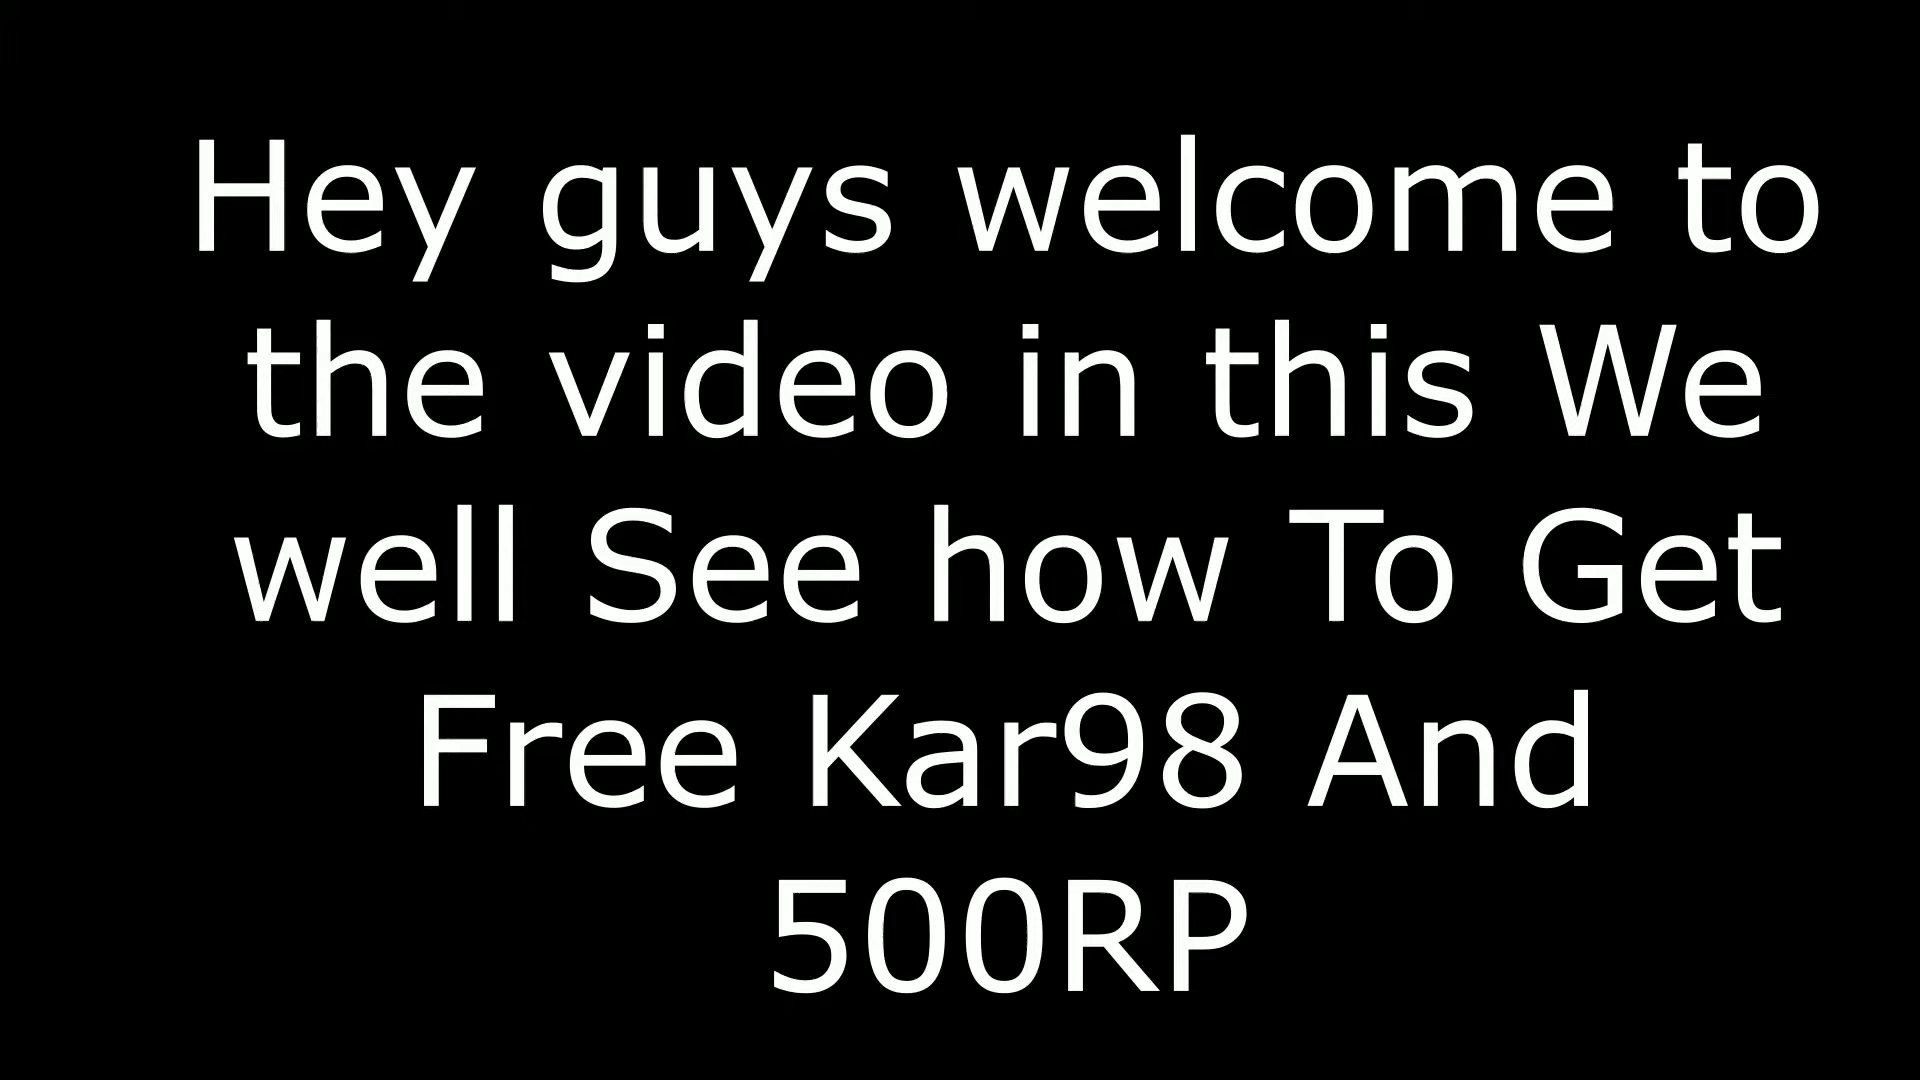 Hey guys welcome to
the video in this We
well See how To Get
Free Kar98 And
500RP